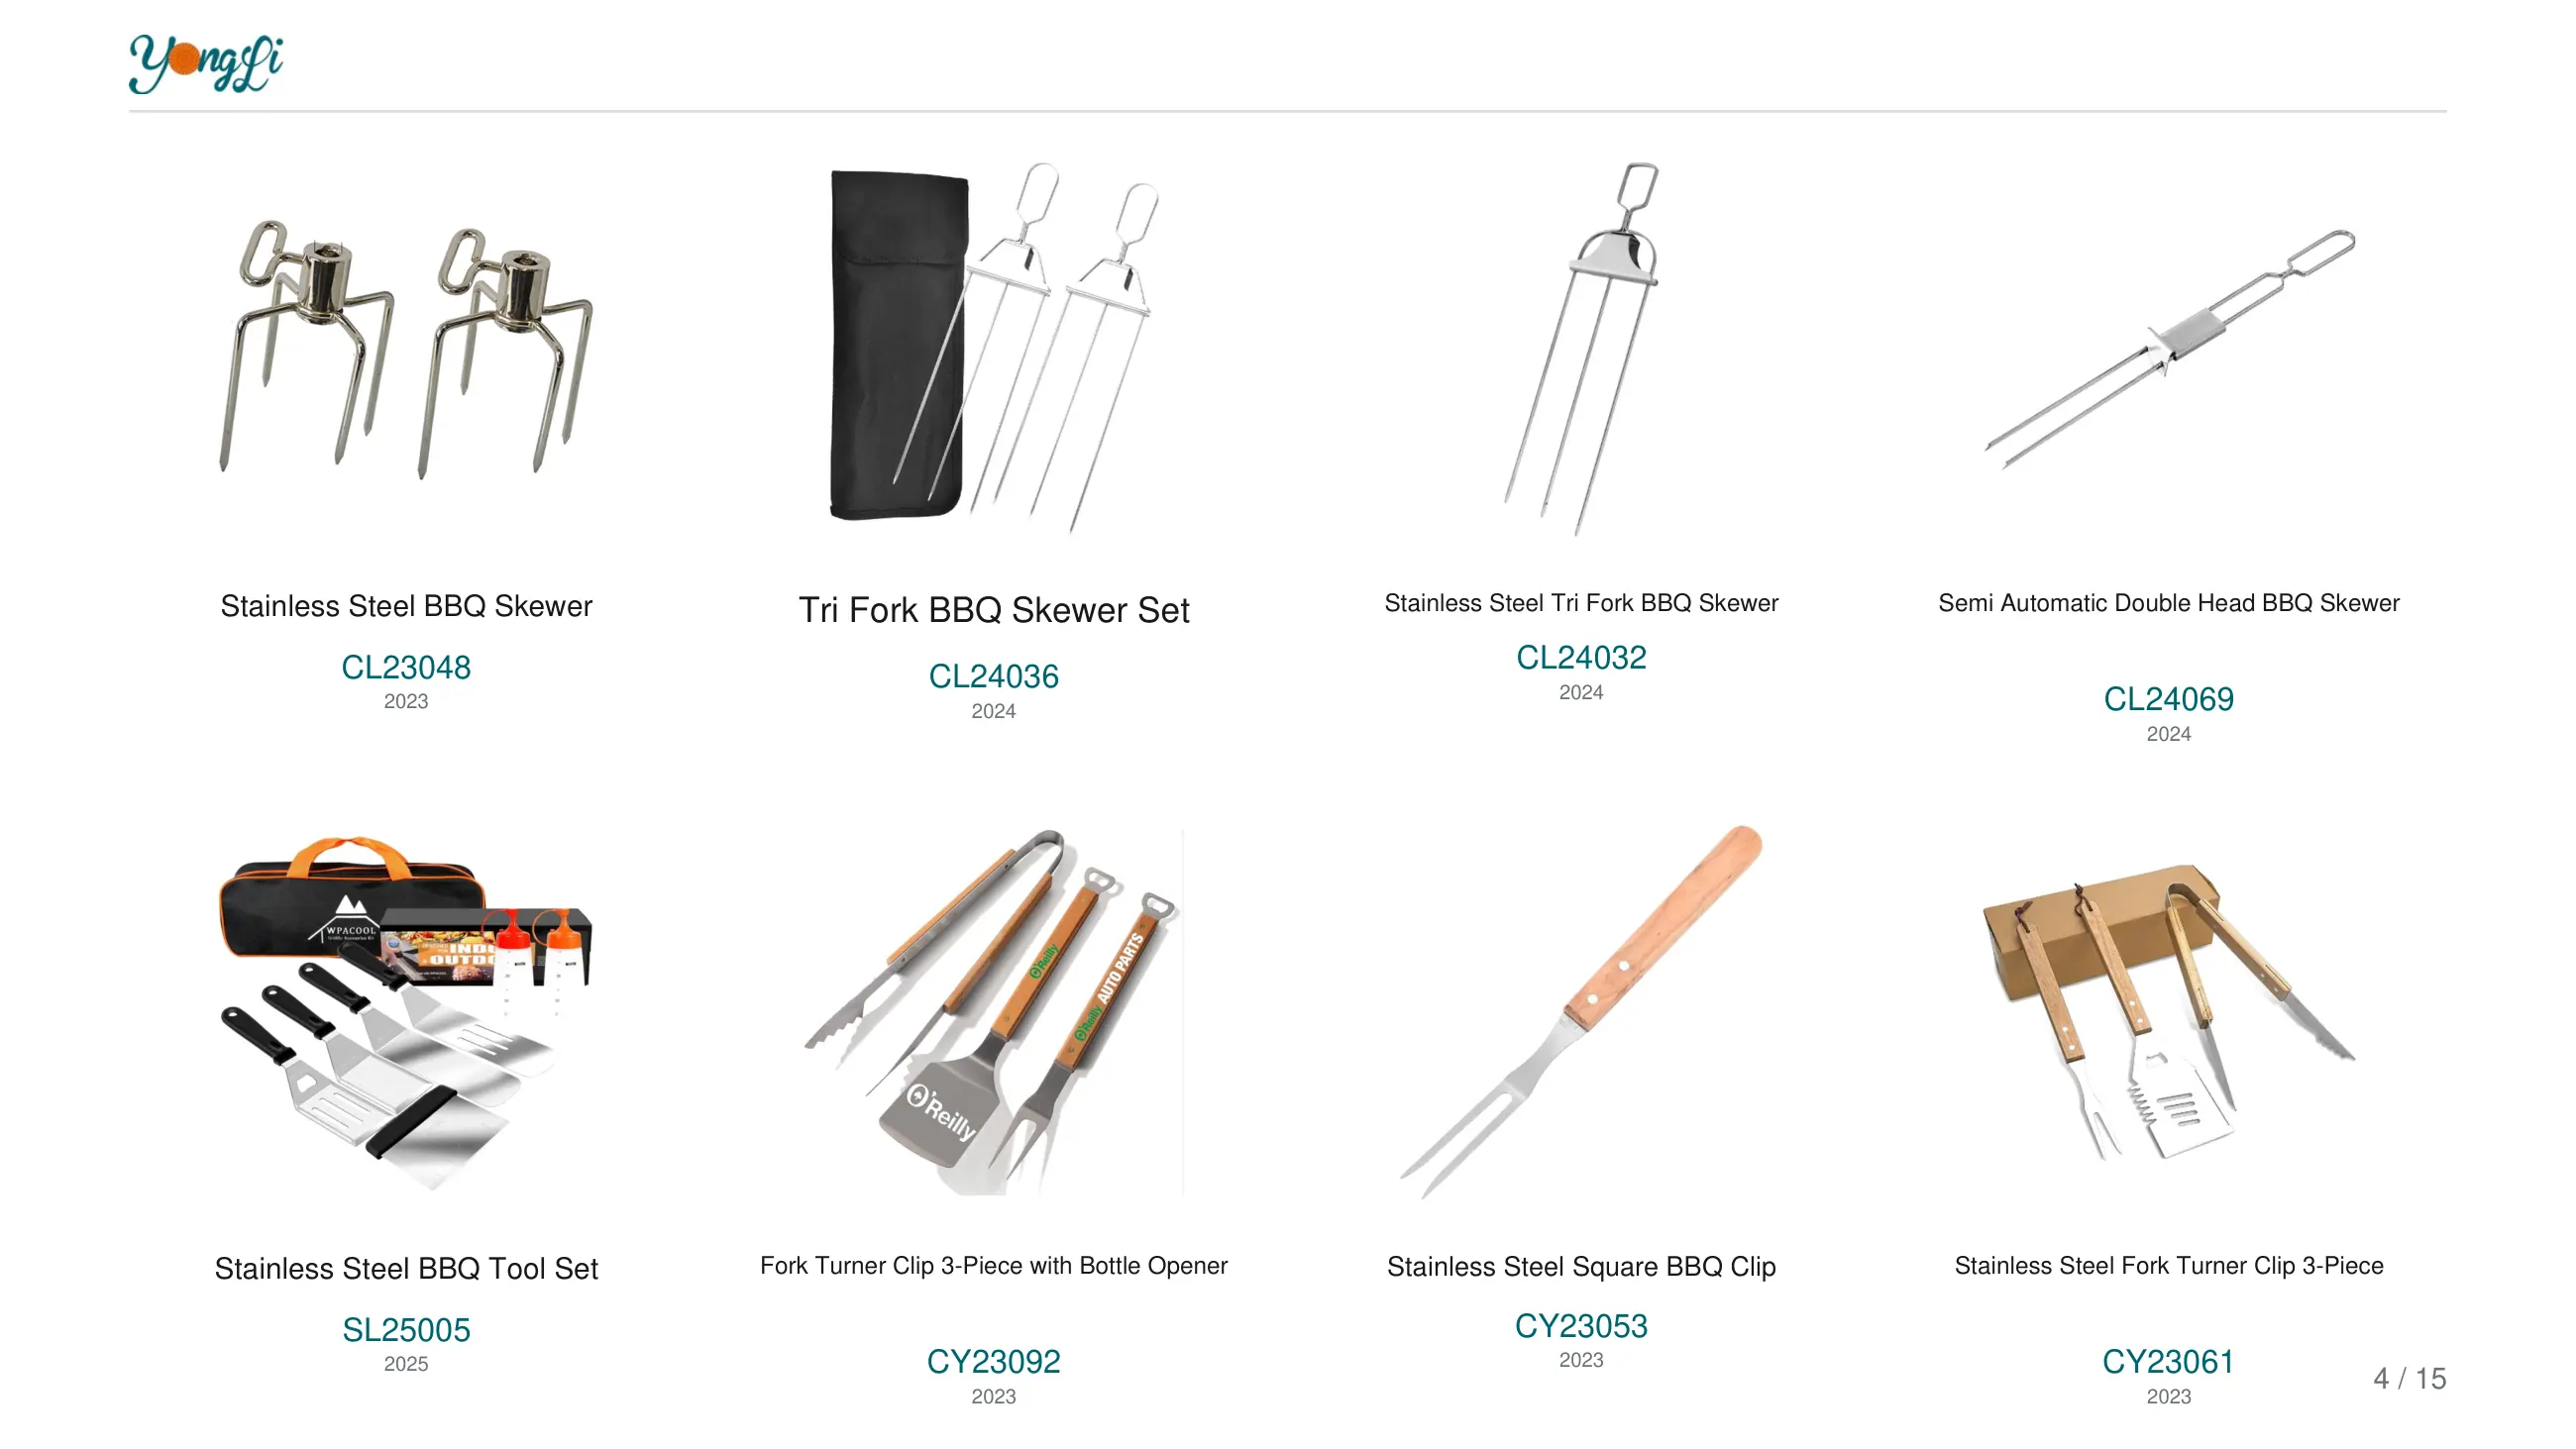 YongLi
Stainless Steel BBQ Skewer
CL23048
2023
Tri Fork BBQ Skewer Set
CL24036
2024
Stainless Steel Tri Fork BBQ Skewer
CL24032
2024
Semi Automatic Double Head BBQ Skewer
CL24069
2024
WPACOOL
INDO
OUTDO
O'Reilly
O'Reilly AUTO PARTS
O'Reilly
Stainless Steel BBQ Tool Set
SL25005
2025
Fork Turner Clip 3-Piece with Bottle Opener
CY23092
2023
Stainless Steel Square BBQ Clip
CY23053
2023
Stainless Steel Fork Turner Clip 3-Piece
CY23061
2023
4 / 15